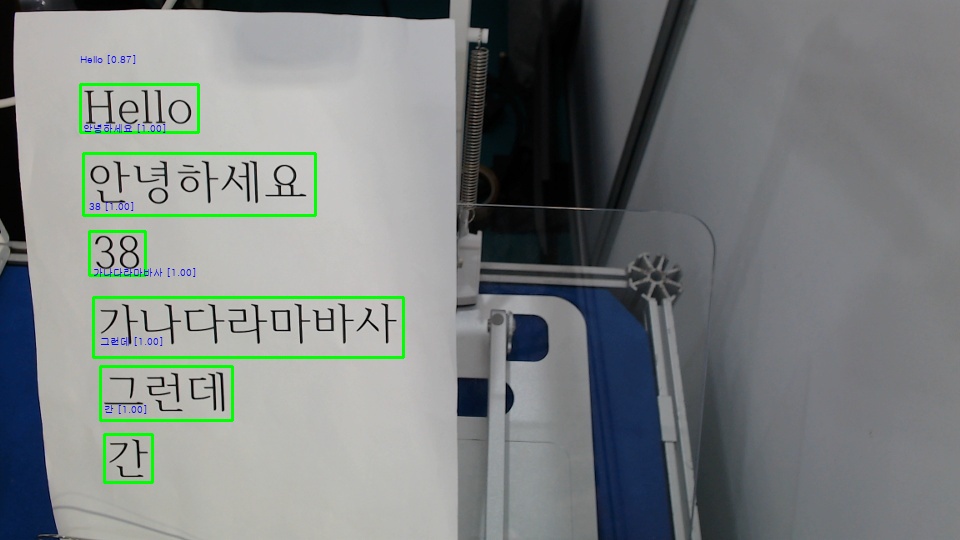 Hello [0.87]
Hello
안녕하세요 [1.00]
안녕하세요
38 [1.00]
38
가나다라마바사 [1.00]
가나다라마바사
그런데 [1.00]
그런데
칸 [1.00]
간